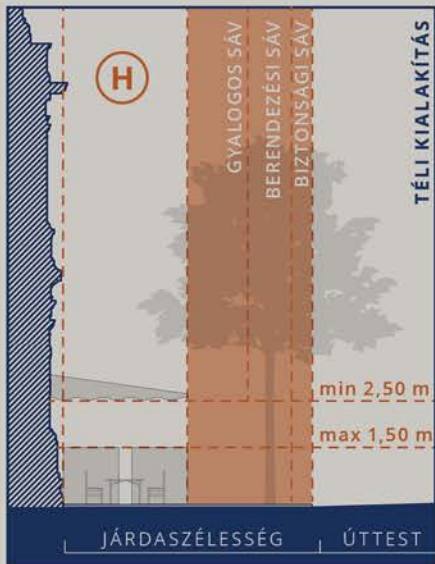 H
GYALOGOS SÁV
BERENDEZÉSI SÁV
BIZTONSÁGI SÁV
TÉLI KIALAKÍTÁS
min 2,50 m
max 1,50 m
JÁRDASZÉLESSÉG
ÚTTEST